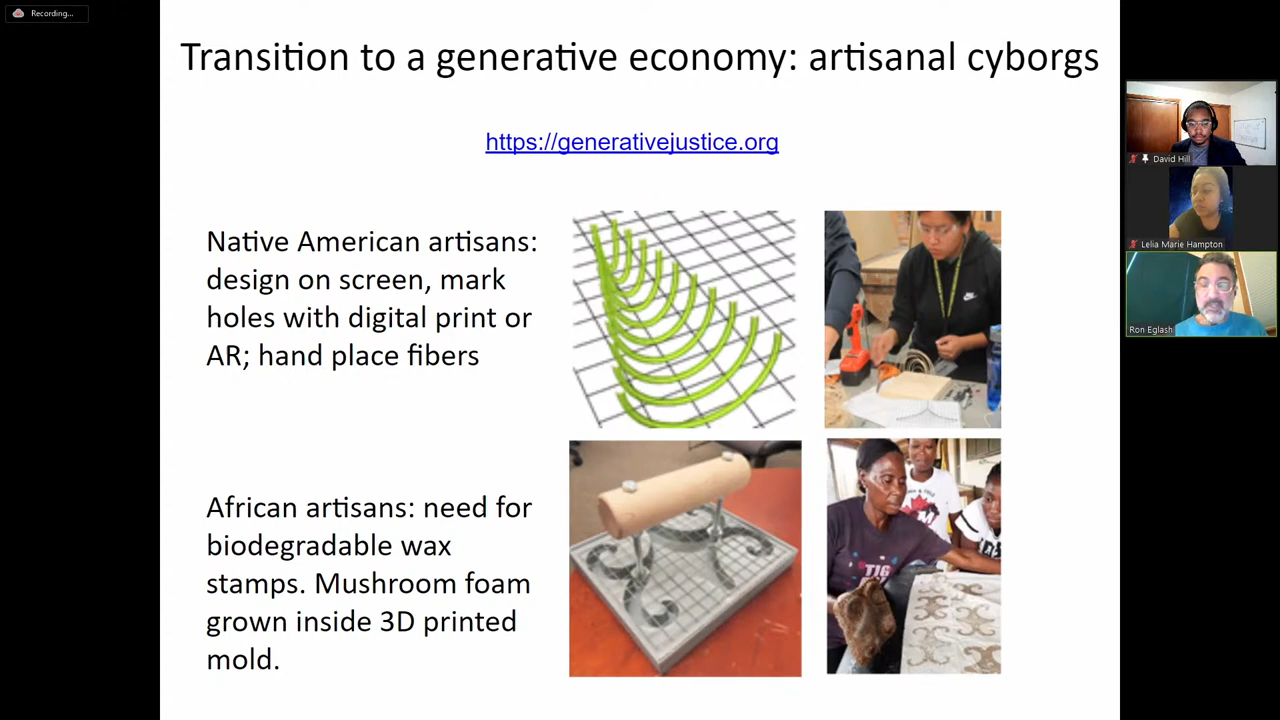 Recording...
Transition to a generative economy: artisanal cyborgs
https://generativejustice.org
Native American artisans:
design on screen, mark
holes with digital print or
AR; hand place fibers
African artisans: need for
biodegradable wax
stamps. Mushroom foam
grown inside 3D printed
mold.
David Hill
Lelia Marie Hampton
Ron Eglash